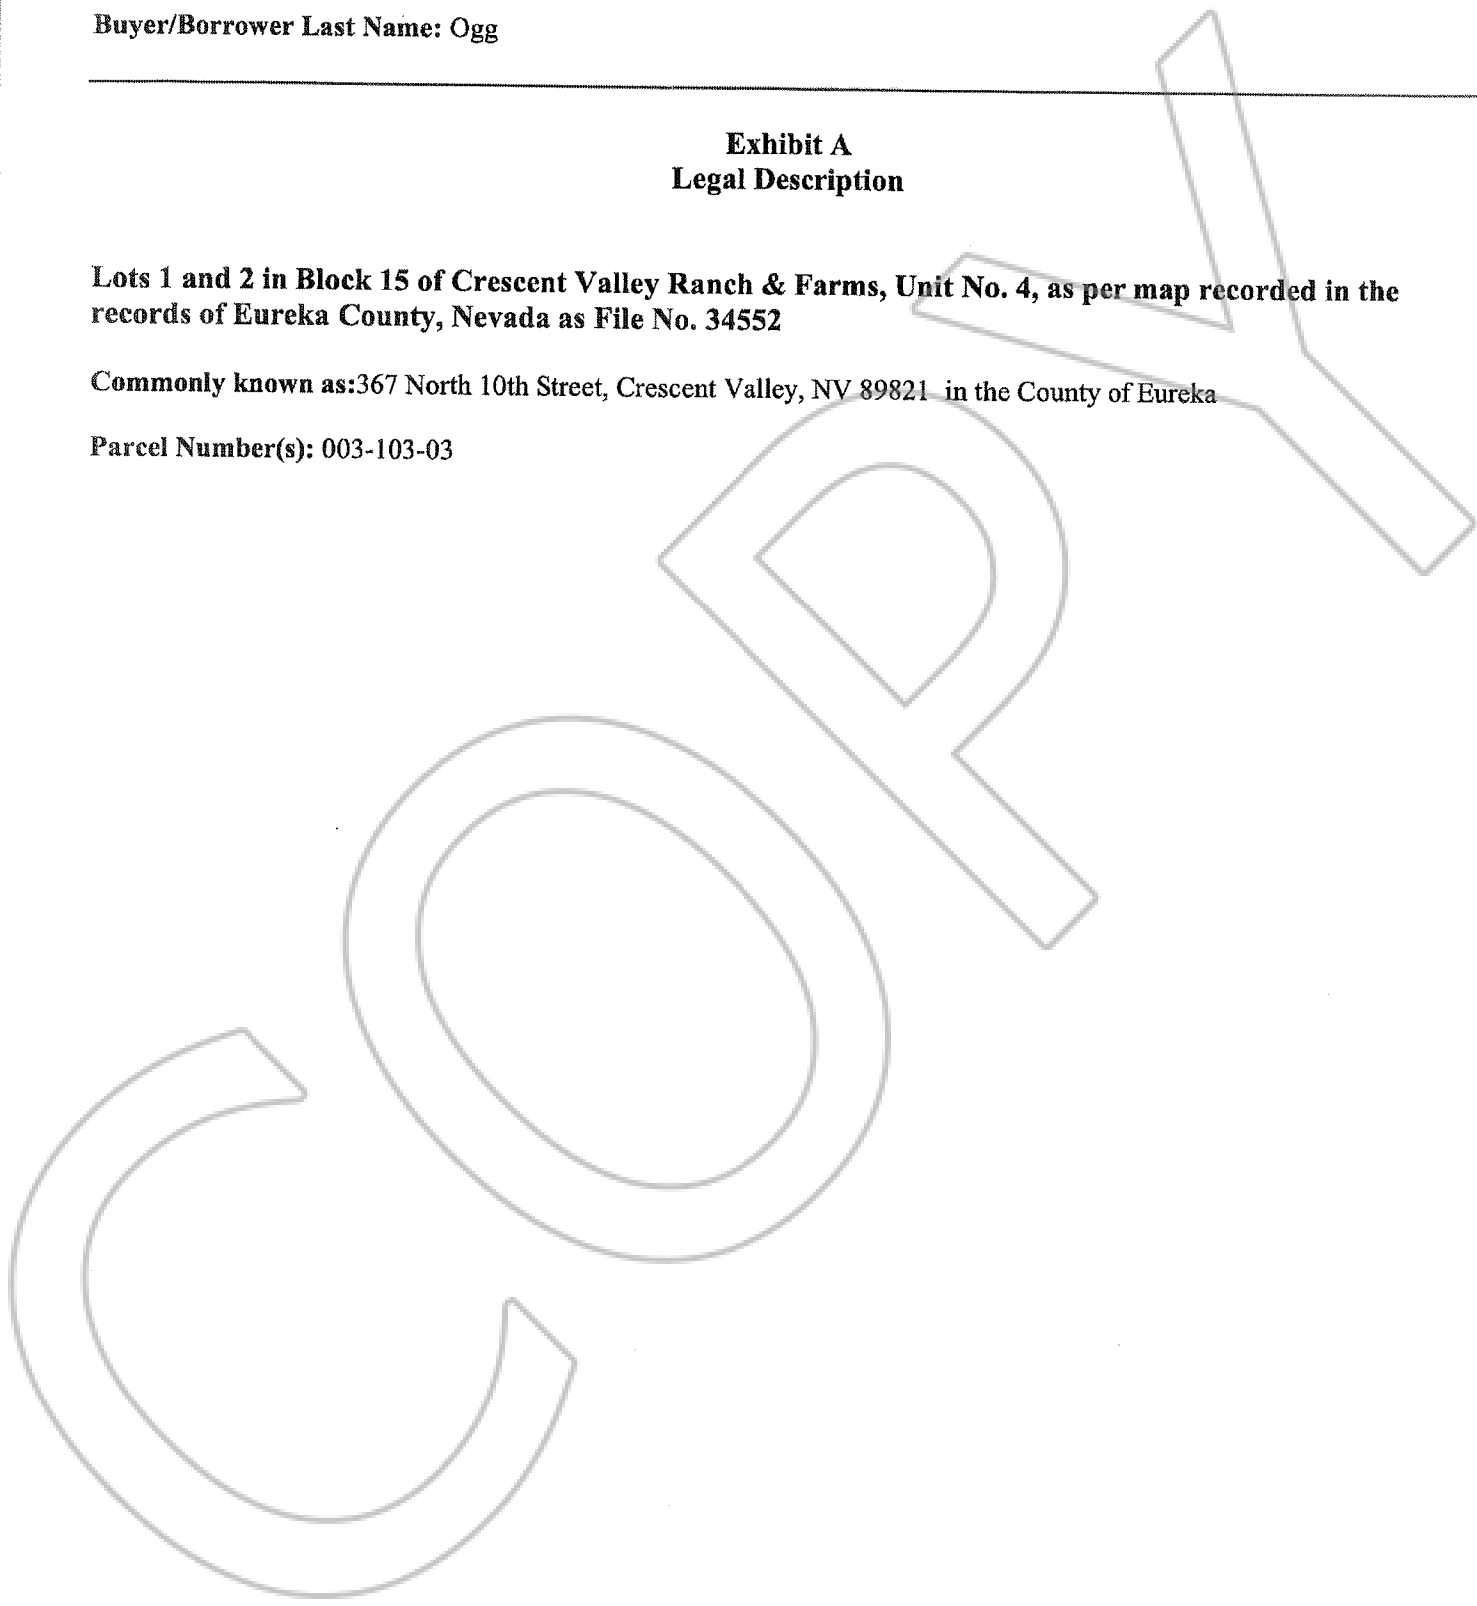 Buyer/Borrower Last Name: Ogg
Exhibit A
Legal Description
Lots 1 and 2 in Block 15 of Crescent Valley Ranch & Farms, Unit No. 4, as per map recorded in the
records of Eureka County, Nevada as File No. 34552
Commonly known as:367 North 10th Street, Crescent Valley, NV 89821 in the County of Eureka
Parcel Number(s): 003-103-03
COPY